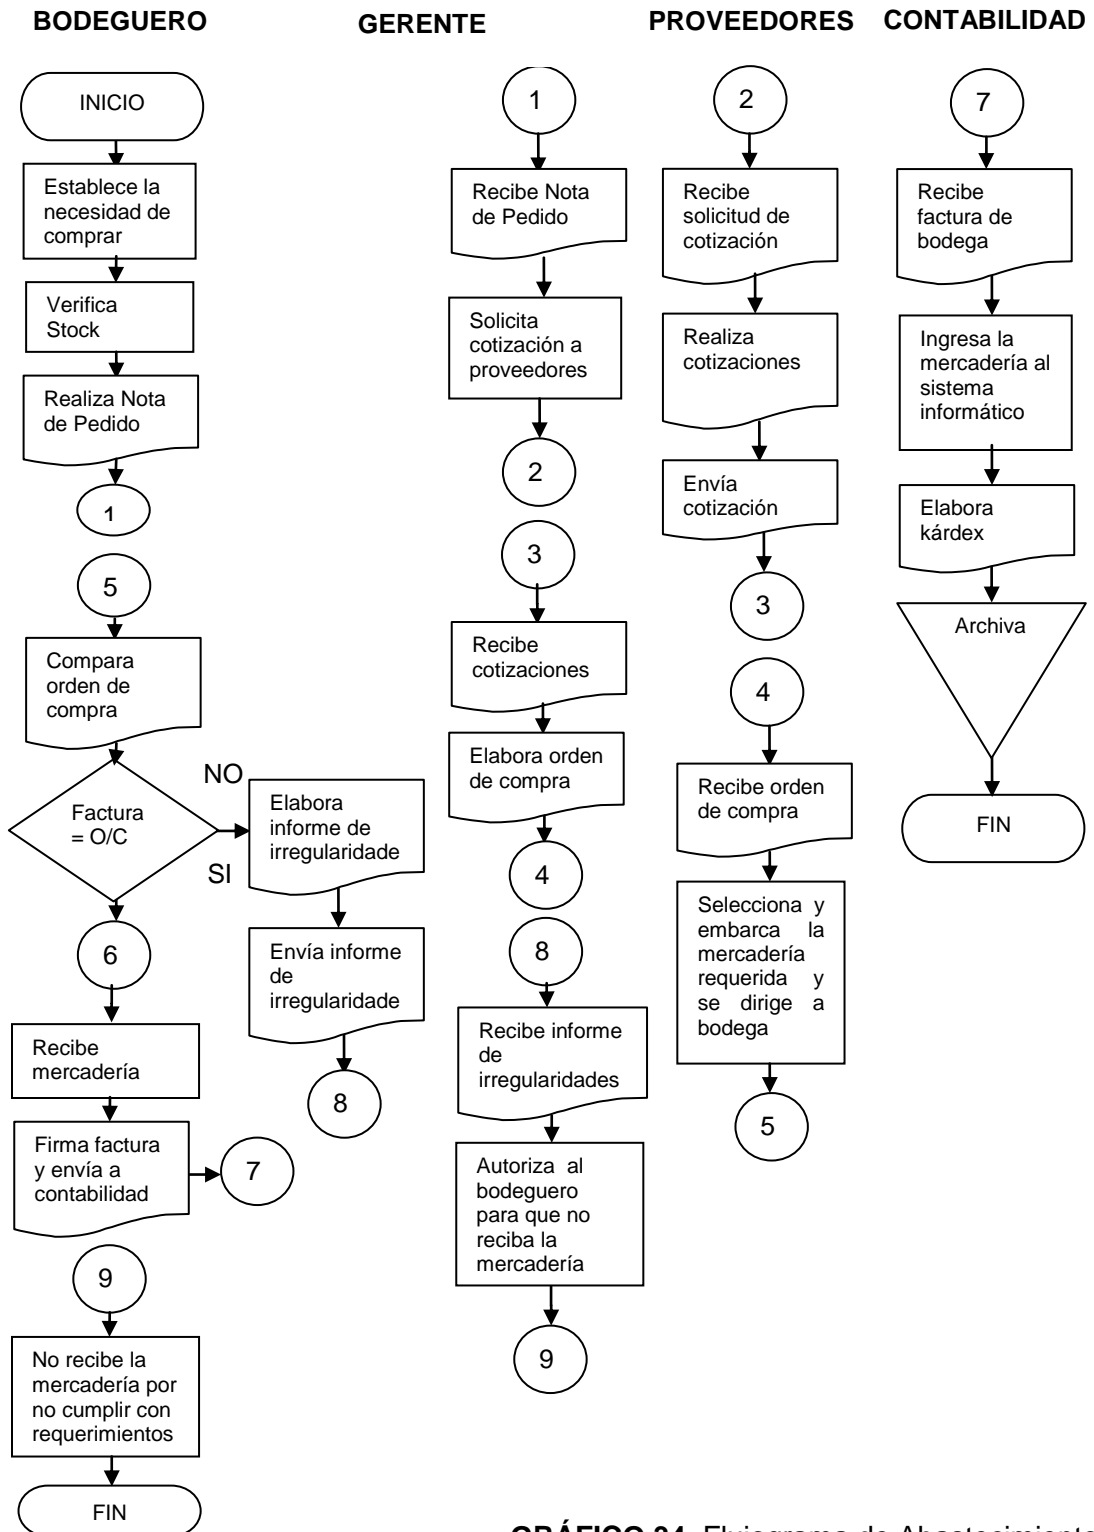 BODEGUERO
GERENTE
PROVEEDORES
CONTABILIDAD
INICIO
Establece la
necesidad de
comprar
Verifica
Stock
Realiza Nota
de Pedido
1
5
Compara
orden de
compra
Factura
= O/C
NO
SI
Elabora
informe de
irregularidade
Envía informe
de
irregularidade
8
6
Recibe
mercadería
Firma factura
y envía a
contabilidad
7
9
No recibe la
mercadería por
no cumplir con
requerimientos
FIN
1
Recibe Nota
de Pedido
Solicita
cotización a
proveedores
2
3
Recibe
cotizaciones
Elabora orden
de compra
4
8
Recibe informe
de
irregularidades
Autoriza al
bodeguero
para que no
reciba la
mercadería
9
2
Recibe
solicitud de
cotización
Realiza
cotizaciones
Envía
cotización
3
4
Recibe orden
de compra
Selecciona y
embarca la
mercadería
requerida y
se dirige a
bodega
5
7
Recibe
factura de
bodega
Ingresa la
mercadería al
sistema
informático
Elabora
kárdex
Archiva
FIN